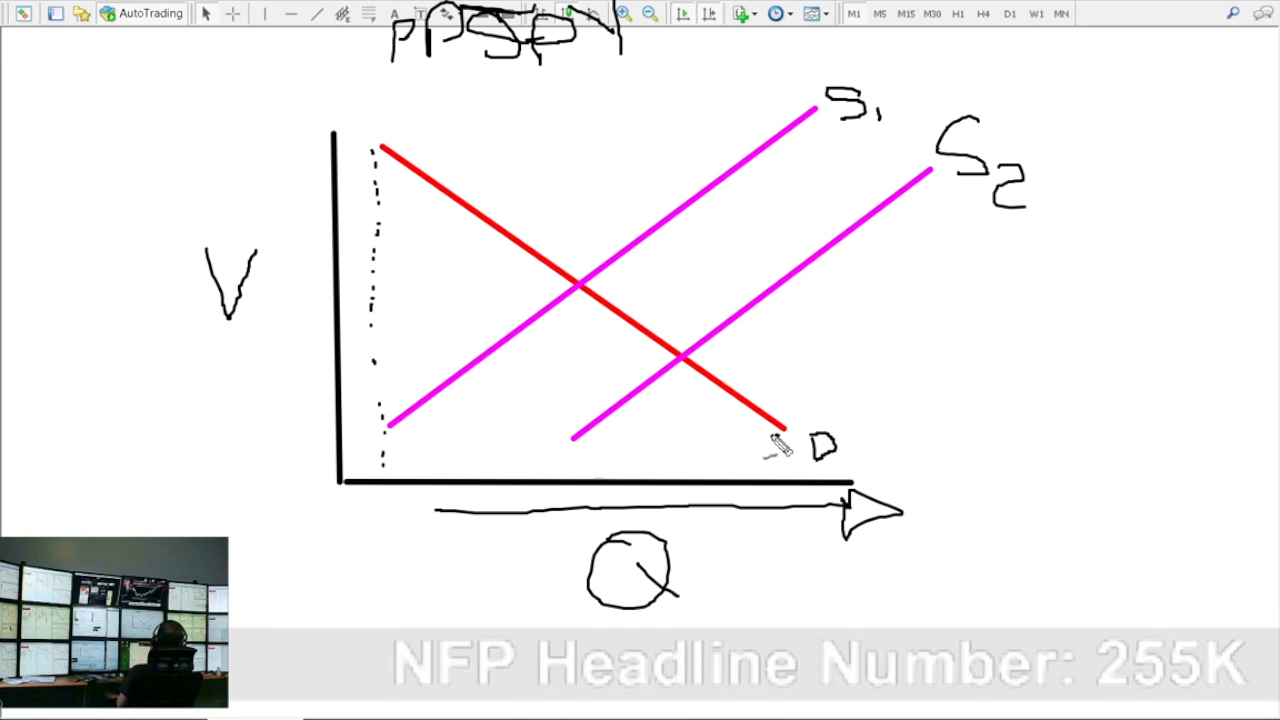 AutoTrading A T M1 M5 M15 M30 H1 H4 D1 W1 MN
S1
S2
V
D
Q
NFP Headline Number: 255K